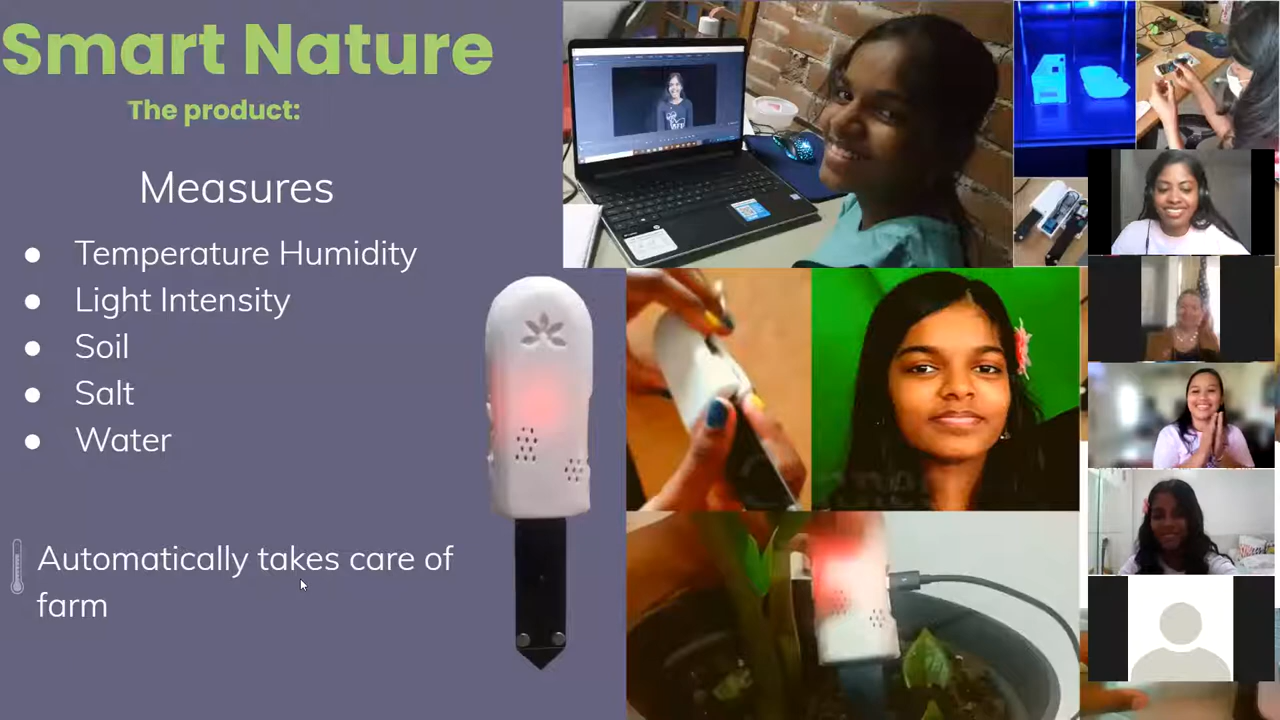 Smart Nature
The product:
Measures
● Temperature Humidity
● Light Intensity
● Soil
● Salt
● Water
Automatically takes care of
farm